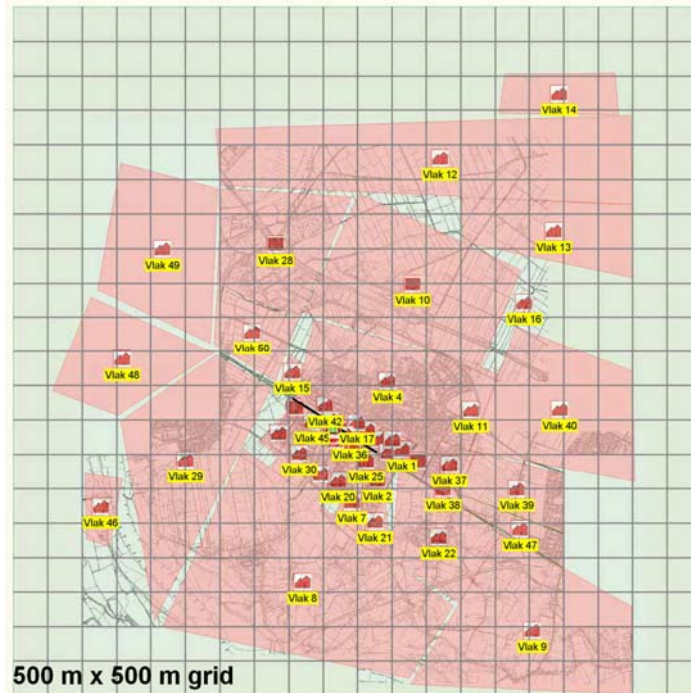 Vlak 14
Vlak 12
Vlak 13
Vlak 28
Vlak 49
Vlak 10
Vlak 16
Vlak 50
Vlak 48
Vlak 15
Vlak 4
Vlak 42
Vlak 11
Vlak 40
Vlak 45
Vlak 17
Vlak 36
Vlak 1
Vlak 29
Vlak 30
Vlak 25
Vlak 37
Vlak 20
Vlak 2
Vlak 38
Vlak 39
Vlak 46
Vlak 7
Vlak 21
Vlak 47
Vlak 22
Vlak 8
Vlak 9
500 m x 500 m grid